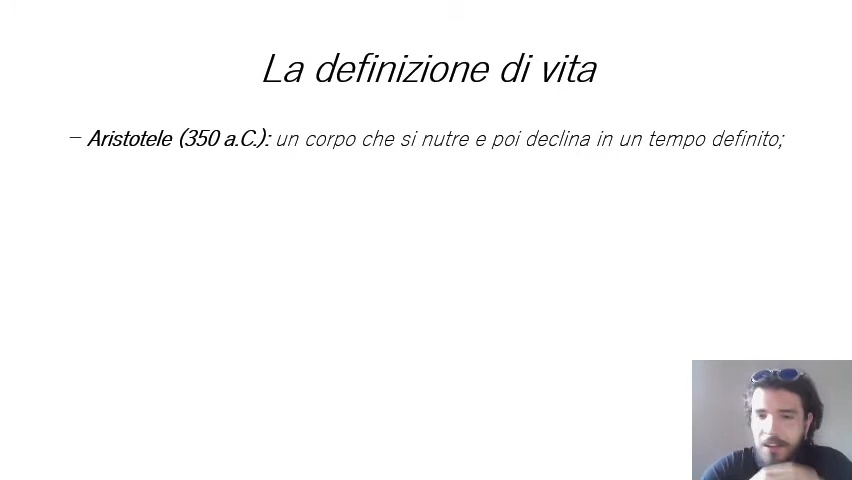 La definizione di vita
– Aristotele (350 a.C.): un corpo che si nutre e poi declina in un tempo definito;